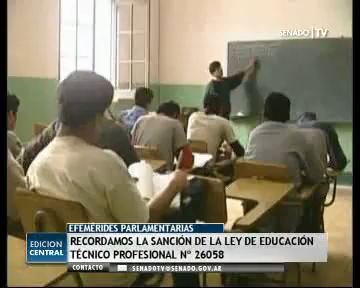 SENADO TV
EFEMÉRIDES PARLAMENTARIAS
EDICION CENTRAL
RECORDAMOS LA SANCIÓN DE LA LEY DE EDUCACIÓN
TÉCNICO PROFESIONAL N° 26058
CONTACTO
SENADOTV@SENADO.GOV.AR